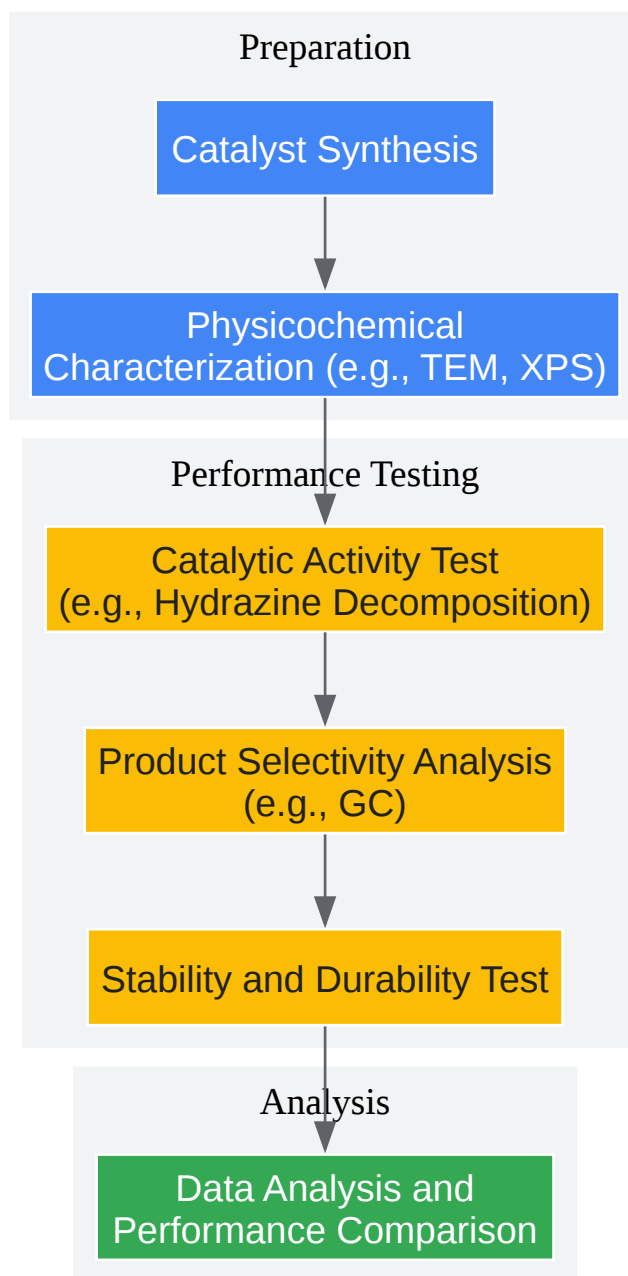 Preparation
Catalyst Synthesis
Physicochemical
Characterization (e.g., TEM, XPS)
Performance Testing
Catalytic Activity Test
(e.g., Hydrazine Decomposition)
Product Selectivity Analysis
(e.g., GC)
Stability and Durability Test
Analysis
Data Analysis and
Performance Comparison